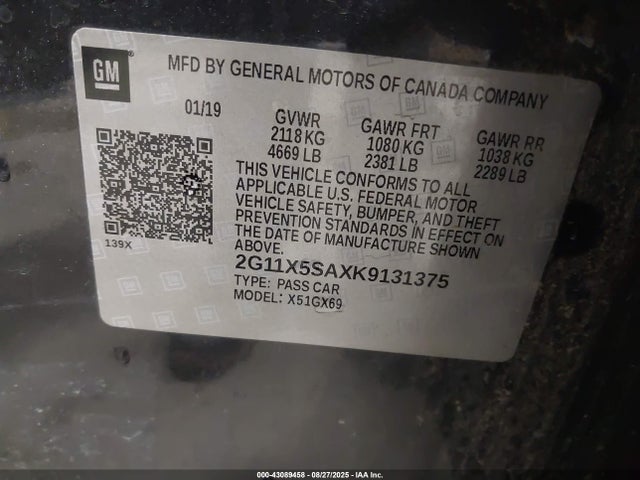 GM
MFD BY GENERAL MOTORS OF CANADA COMPANY
01/19
GVWR
2118 KG
4669 LB
GAWR FRT
1080 KG
2381 LB
GAWR RR
1038 KG
2289 LB
THIS VEHICLE CONFORMS TO ALL
APPLICABLE U.S. FEDERAL MOTOR
VEHICLE SAFETY, BUMPER, AND THEFT
PREVENTION STANDARDS IN EFFECT ON
THE DATE OF MANUFACTURE SHOWN
ABOVE.
139X
2G11X5SAXK9131375
TYPE: PASS CAR
MODEL: X51GX69
000-43089458 - 08/27/2025 - IAA Inc.